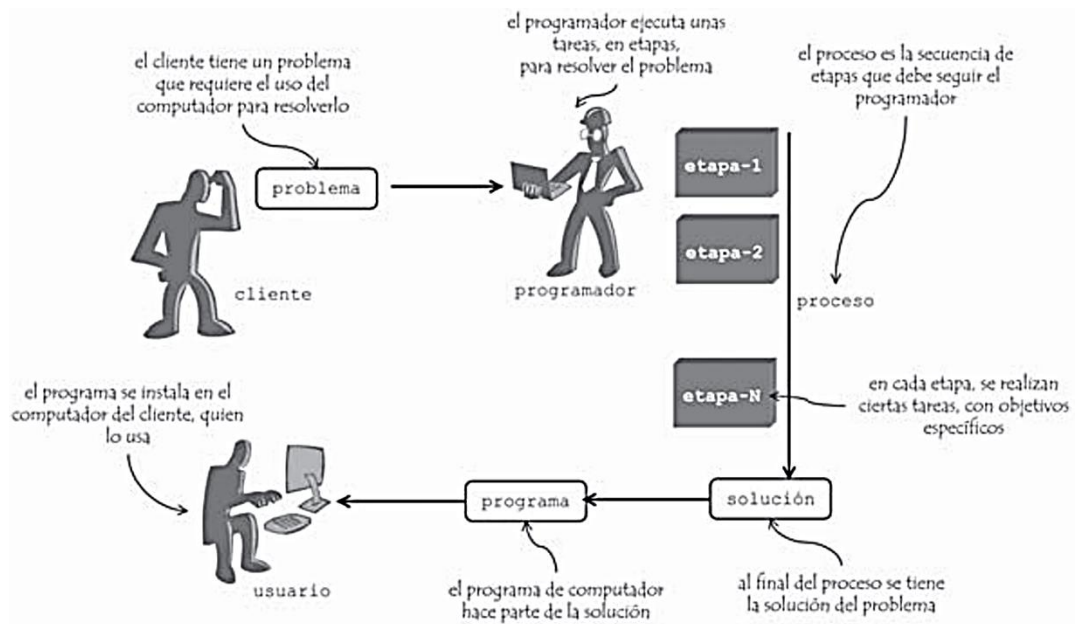 el cliente tiene un problema
que requiere el uso del
computador para resolverlo
problema
cliente
el programador ejecuta unas
tareas, en etapas,
para resolver el problema
programador
el proceso es la secuencia de
etapas que debe seguir el
programador
etapa-1
etapa-2
proceso
etapa-N
en cada etapa, se realizan
ciertas tareas, con objetivos
específicos
solución
al final del proceso se tiene
la solución del problema
programa
el programa de computador
hace parte de la solución
el programa se instala en el
computador del cliente, quien
lo usa
usuario